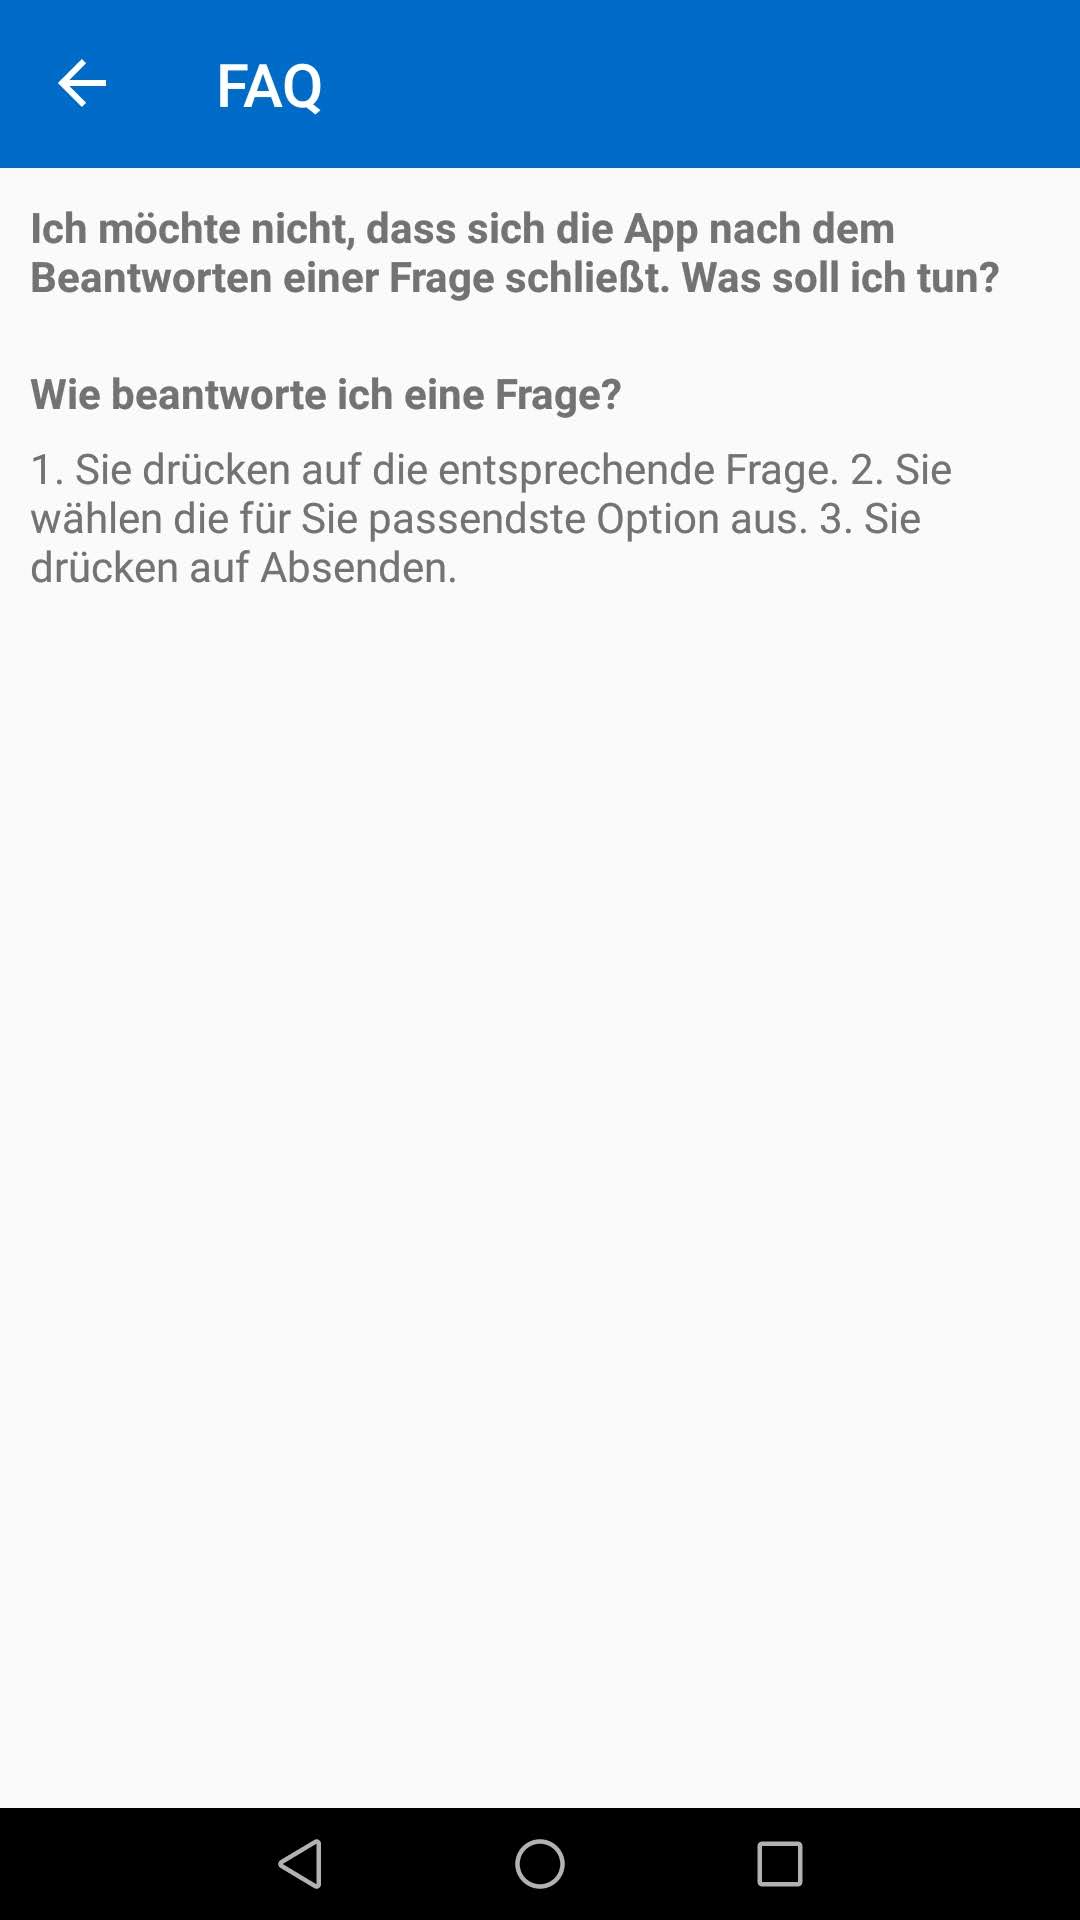 FAQ
Ich möchte nicht, dass sich die App nach dem
Beantworten einer Frage schließt. Was soll ich tun?
Wie beantworte ich eine Frage?
1. Sie drücken auf die entsprechende Frage. 2. Sie
wählen die für Sie passendste Option aus. 3. Sie
drücken auf Absenden.